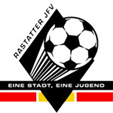 RASTATTER JFV
EINE STADT, EINE JUGEND